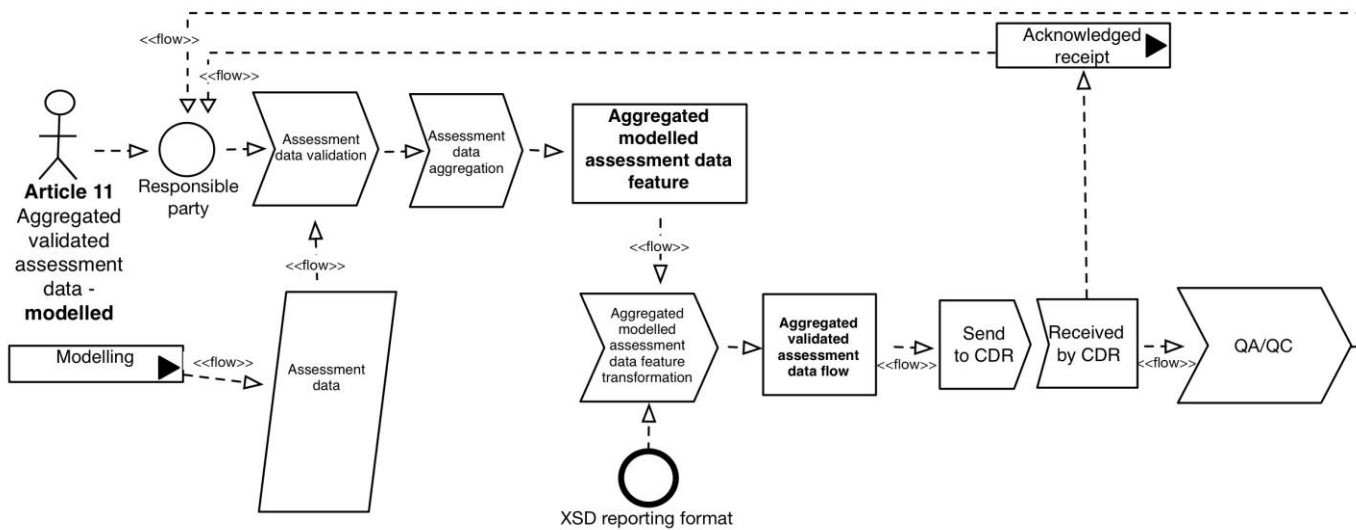 <<flow>>
Acknowledged
receipt
<<flow>>
Assessment
data validation
Assessment
data
aggregation
Aggregated
modelled
assessment data
feature
Responsible
party
Article 11
Aggregated
validated
assessment
data -
modelled
<<flow>>
<<flow>>
Modelling
<<flow>>
Assessment
data
Aggregated
modelled
assessment
data feature
transformation
Aggregated
validated
assessment
data flow
<<flow>>
Send
to CDR
Received
by CDR
<<flow>>
QA/QC
XSD reporting format